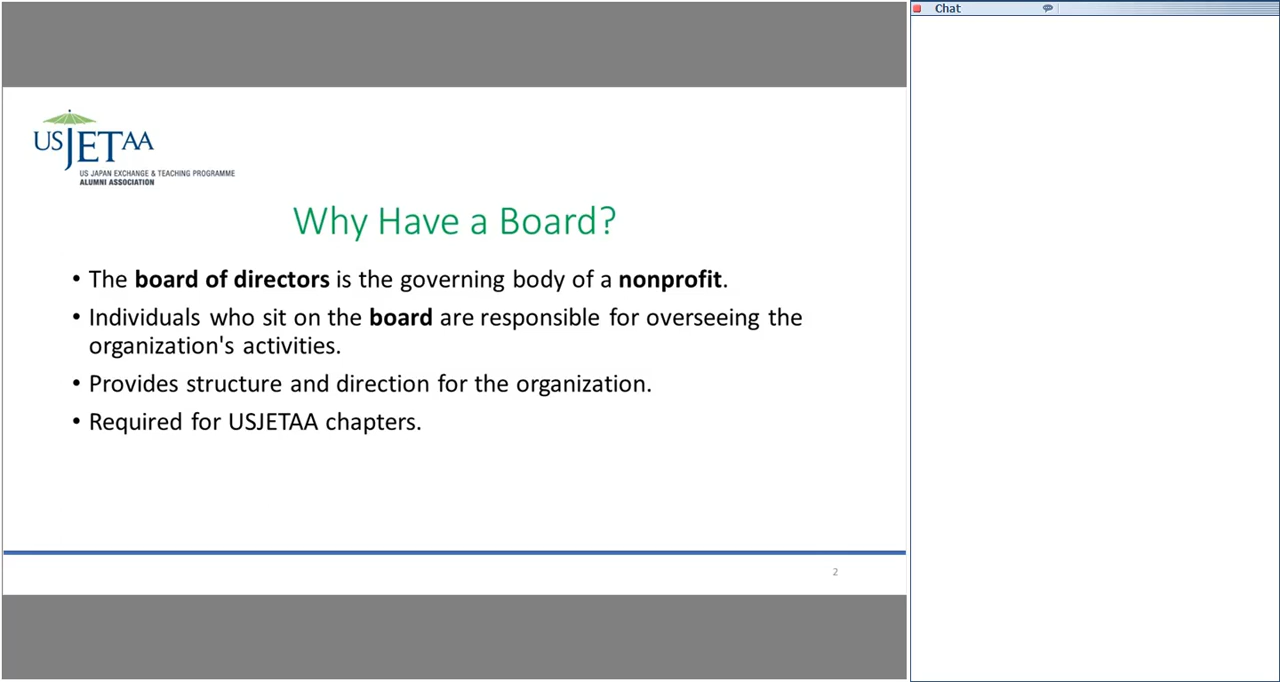 Chat
USJETAA
US JAPAN EXCHANGE & TEACHING PROGRAMME
ALUMNI ASSOCIATION
Why Have a Board?
• The board of directors is the governing body of a nonprofit.
• Individuals who sit on the board are responsible for overseeing the
organization's activities.
• Provides structure and direction for the organization.
• Required for USJETAA chapters.
2